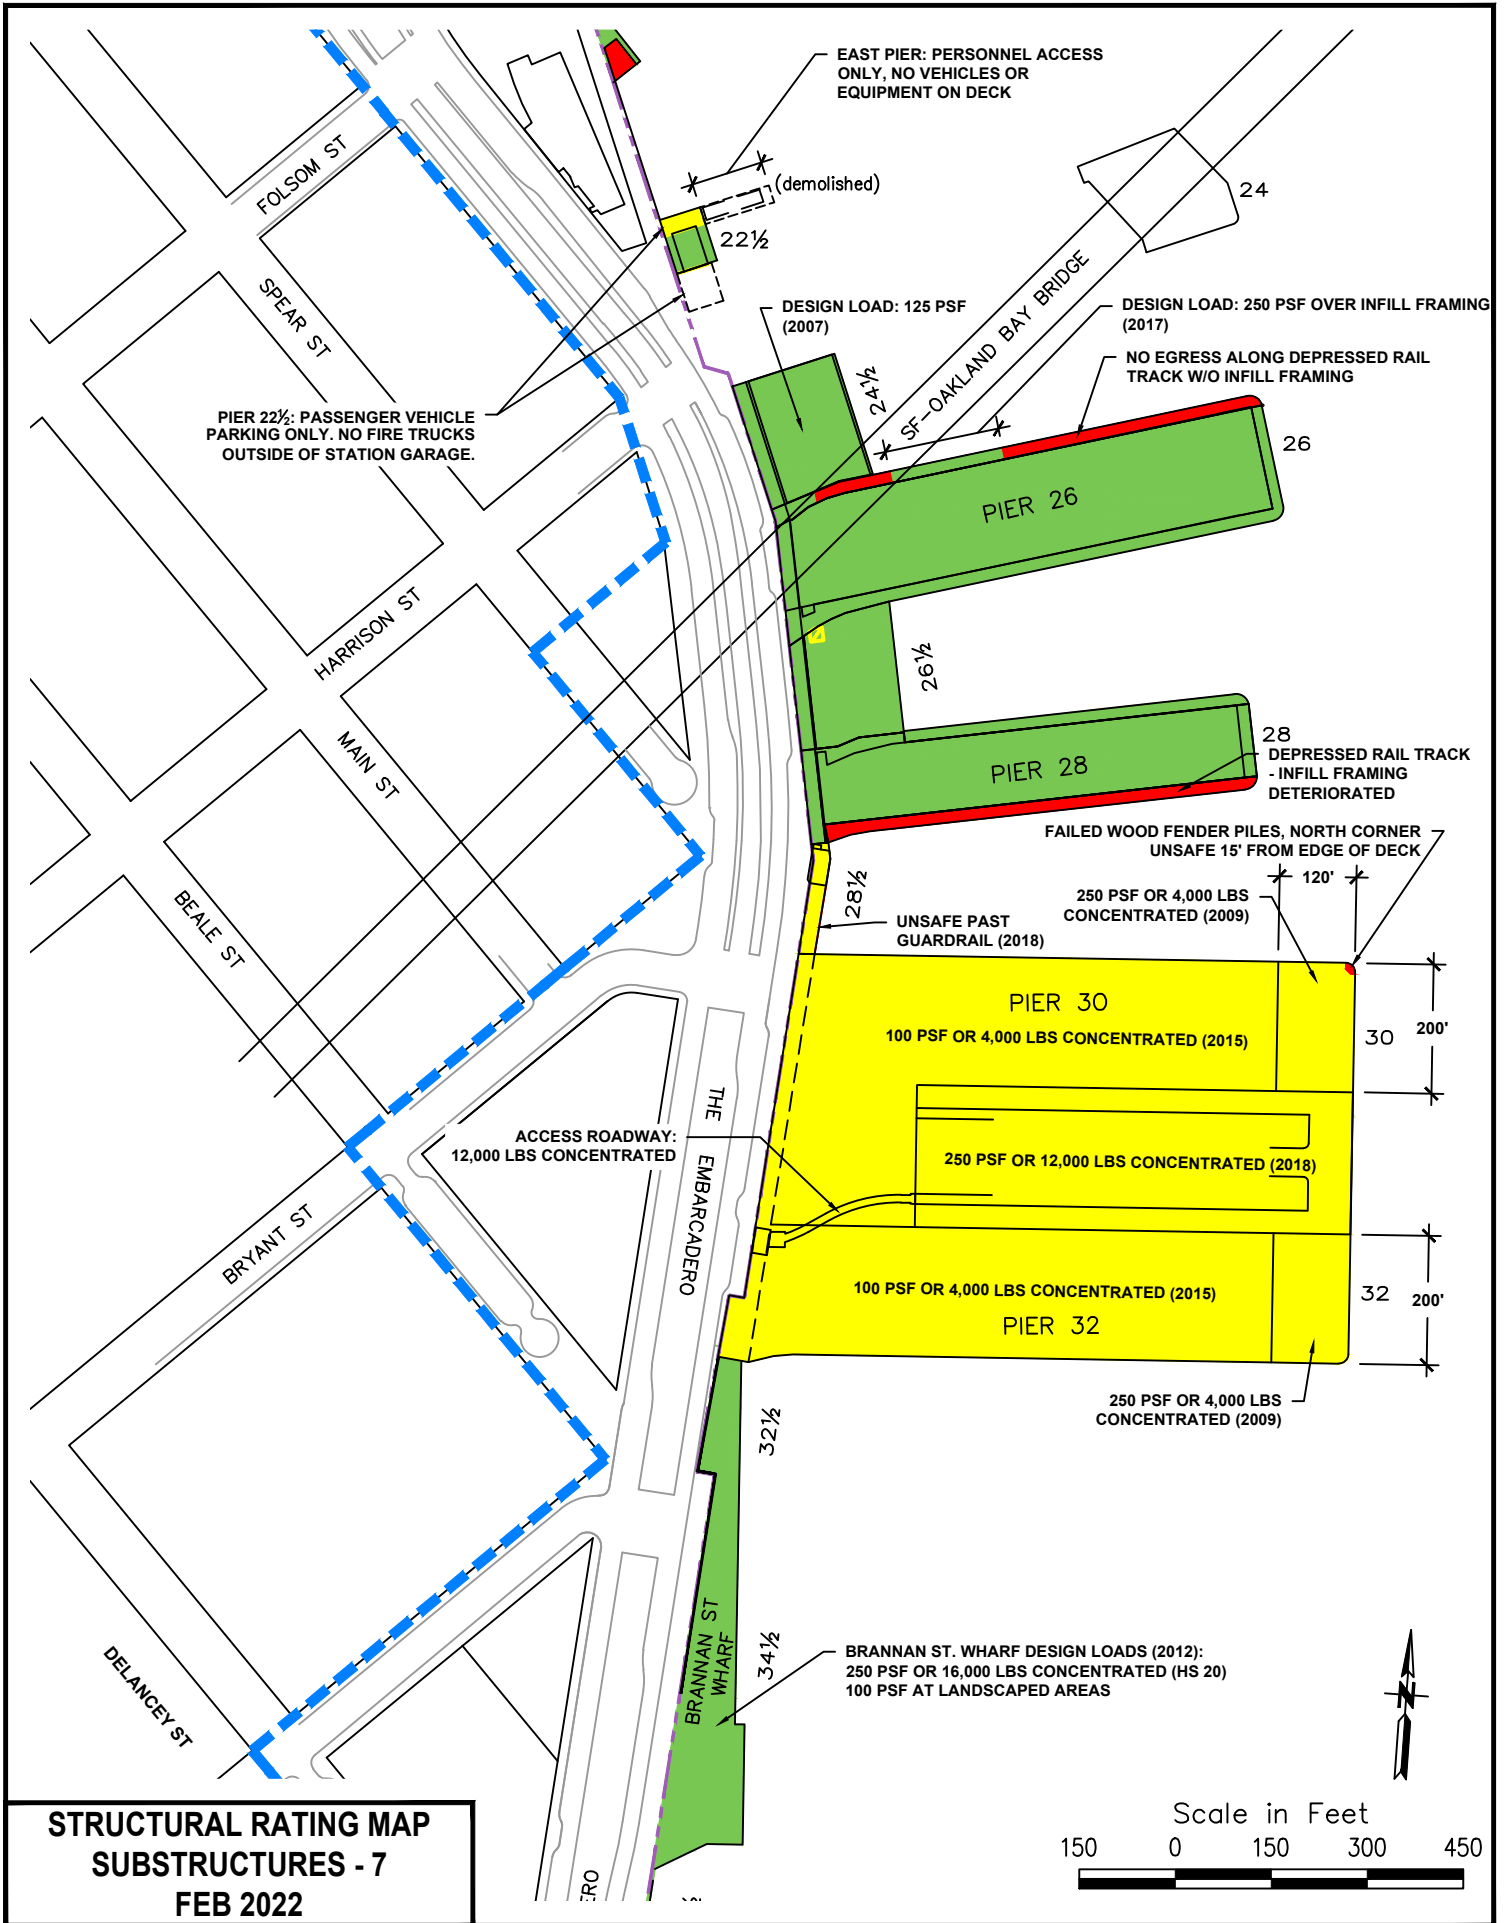 EAST PIER: PERSONNEL ACCESS
ONLY, NO VEHICLES OR
EQUIPMENT ON DECK
(demolished)
24
22½
FOLSOM ST
SPEAR ST
SF-OAKLAND BAY BRIDGE
DESIGN LOAD: 125 PSF
(2007)
DESIGN LOAD: 250 PSF OVER INFILL FRAMING
(2017)
NO EGRESS ALONG DEPRESSED RAIL
TRACK W/O INFILL FRAMING
24½
PIER 22½: PASSENGER VEHICLE
PARKING ONLY. NO FIRE TRUCKS
OUTSIDE OF STATION GARAGE.
26
PIER 26
HARRISON ST
26½
MAIN ST
28
PIER 28
DEPRESSED RAIL TRACK
- INFILL FRAMING
DETERIORATED
FAILED WOOD FENDER PILES, NORTH CORNER
UNSAFE 15' FROM EDGE OF DECK
120'
28½
250 PSF OR 4,000 LBS
CONCENTRATED (2009)
BEALE ST
UNSAFE PAST
GUARDRAIL (2018)
PIER 30
100 PSF OR 4,000 LBS CONCENTRATED (2015)
30
200'
THE EMBARCADERO
ACCESS ROADWAY:
12,000 LBS CONCENTRATED
250 PSF OR 12,000 LBS CONCENTRATED (2018)
BRYANT ST
100 PSF OR 4,000 LBS CONCENTRATED (2015)
32
200'
PIER 32
250 PSF OR 4,000 LBS
CONCENTRATED (2009)
32½
BRANNAN ST
WHARF
34½
BRANNAN ST. WHARF DESIGN LOADS (2012):
250 PSF OR 16,000 LBS CONCENTRATED (HS 20)
100 PSF AT LANDSCAPED AREAS
DELANCEY ST
N
STRUCTURAL RATING MAP
SUBSTRUCTURES - 7
FEB 2022
ERO
Scale in Feet
150 0 150 300 450